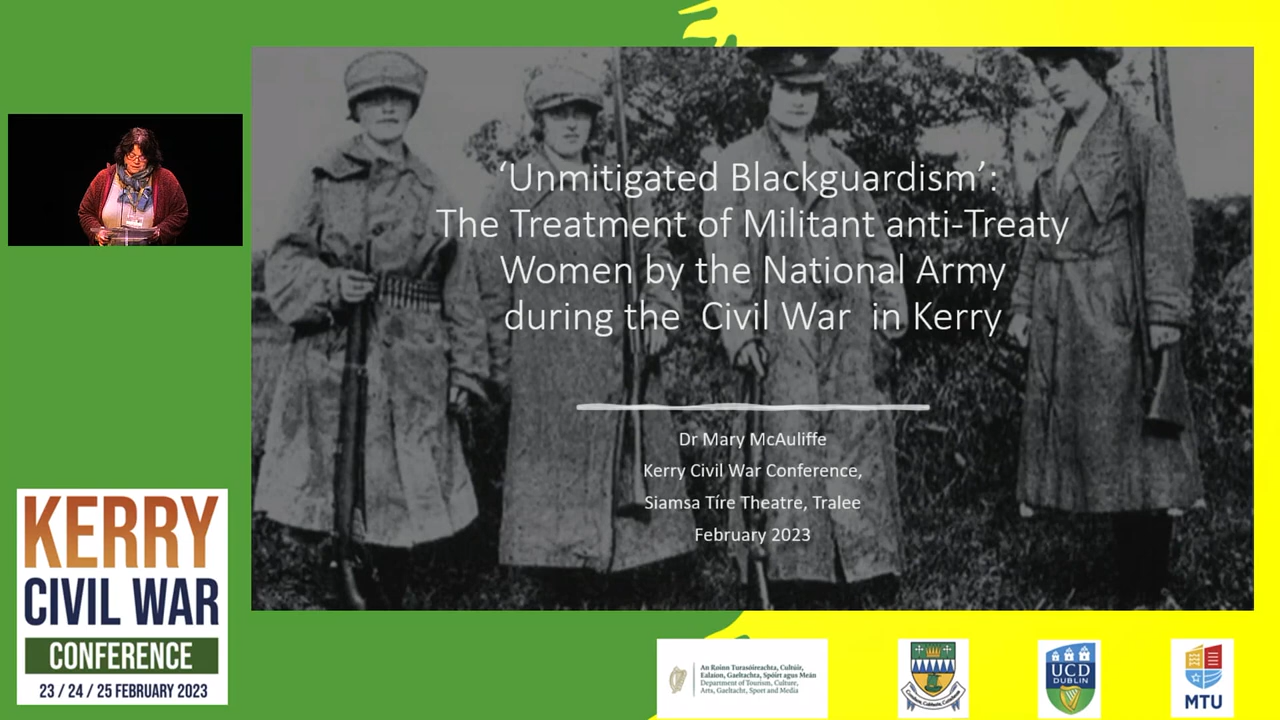 ‘Unmitigated Blackguardism’:
The Treatment of Militant anti-Treaty
Women by the National Army
during the  Civil War  in Kerry
Dr Mary McAuliffe
Kerry Civil War Conference,
Siamsa Tíre Theatre, Tralee
February 2023
KERRY
CIVIL WAR
CONFERENCE
23 / 24 / 25 FEBRUARY 2023
An Roinn Turasóireachta, Cultúir,
Ealaíon, Gaeltachta, Spóirt agus Meán
Department of Tourism, Culture,
Arts, Gaeltacht, Sport and Media
UCD
DUBLIN
MTU